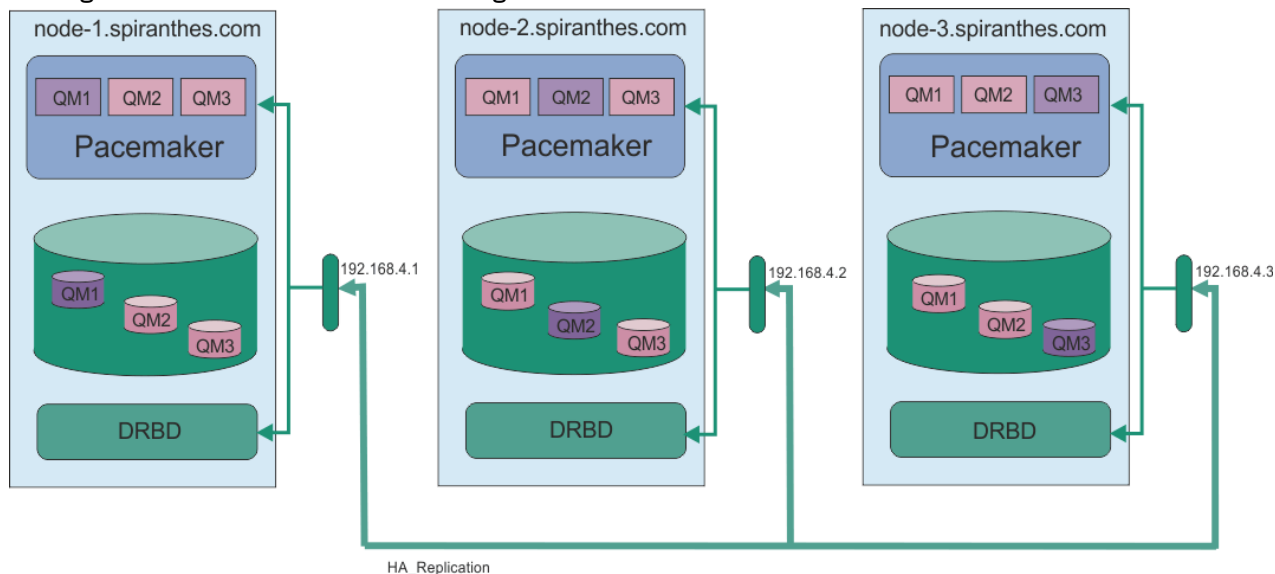 node-1.spiranthes.com
QM1 QM2 QM3
Pacemaker
QM1
QM2
QM3
DRBD
192.168.4.1
node-2.spiranthes.com
QM1 QM2 QM3
Pacemaker
QM1
QM2
QM3
DRBD
192.168.4.2
node-3.spiranthes.com
QM1 QM2 QM3
Pacemaker
QM1
QM2
QM3
DRBD
192.168.4.3
HA Replication